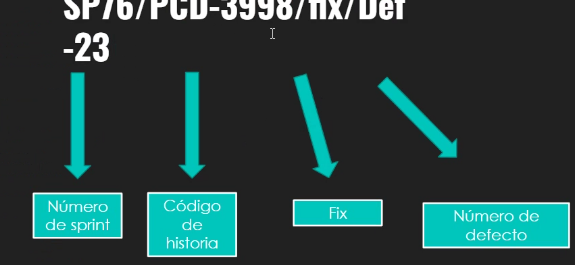 SP76/PCD-3998/fix/Def
-23
Número
de sprint
Código
de
historia
Fix
Número de
defecto